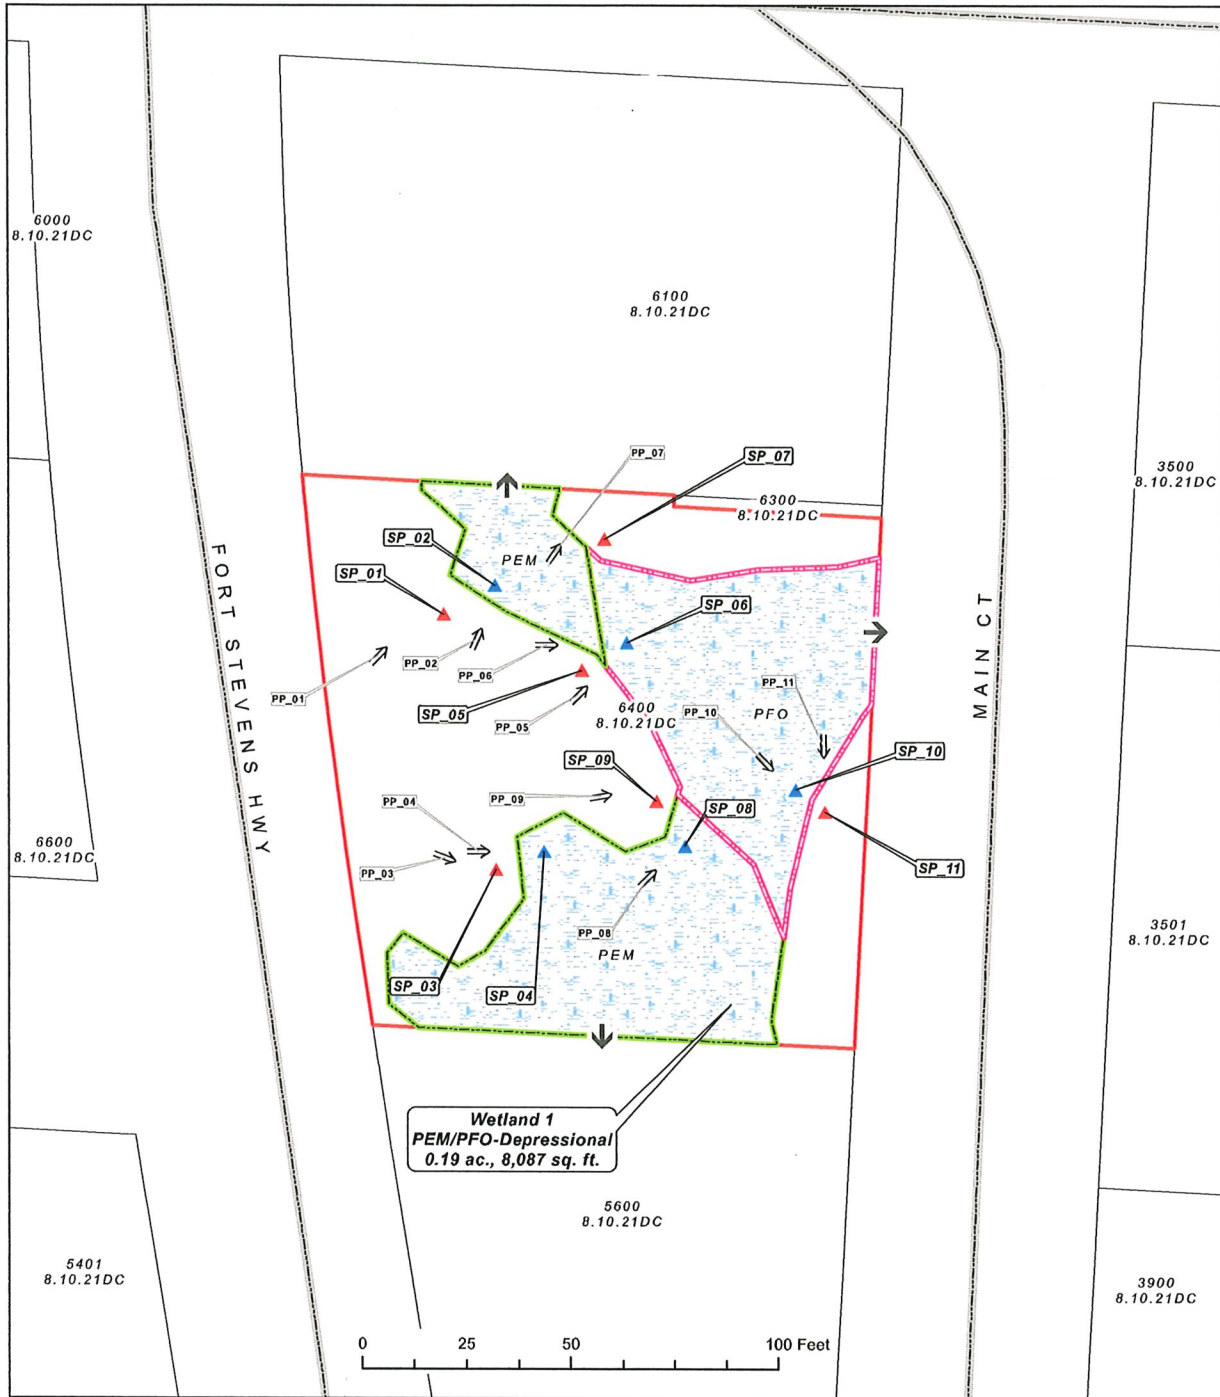 6000
8.10.21DC
6100
8.10.21DC
PP_07
SP_07
3500
8.10.21DC
6300
8.10.21DC
SP_02
PEM
SP_01
SP_06
FORT STEVENS HWY
MAIN CT
PP_02
PP_06
PP_01
PP_11
SP_05
PP_05
6400
8.10.21DC
PP_10
PFO
SP_09
SP_10
PP_04
PP_09
SP_08
6600
8.10.21DC
PP_03
SP_11
PP_08
3501
8.10.21DC
PEM
SP_03
SP_04
Wetland 1
PEM/PFO-Depressional
0.19 ac., 8,087 sq. ft.
5600
8.10.21DC
5401
8.10.21DC
3900
8.10.21DC
0 25 50 100 Feet